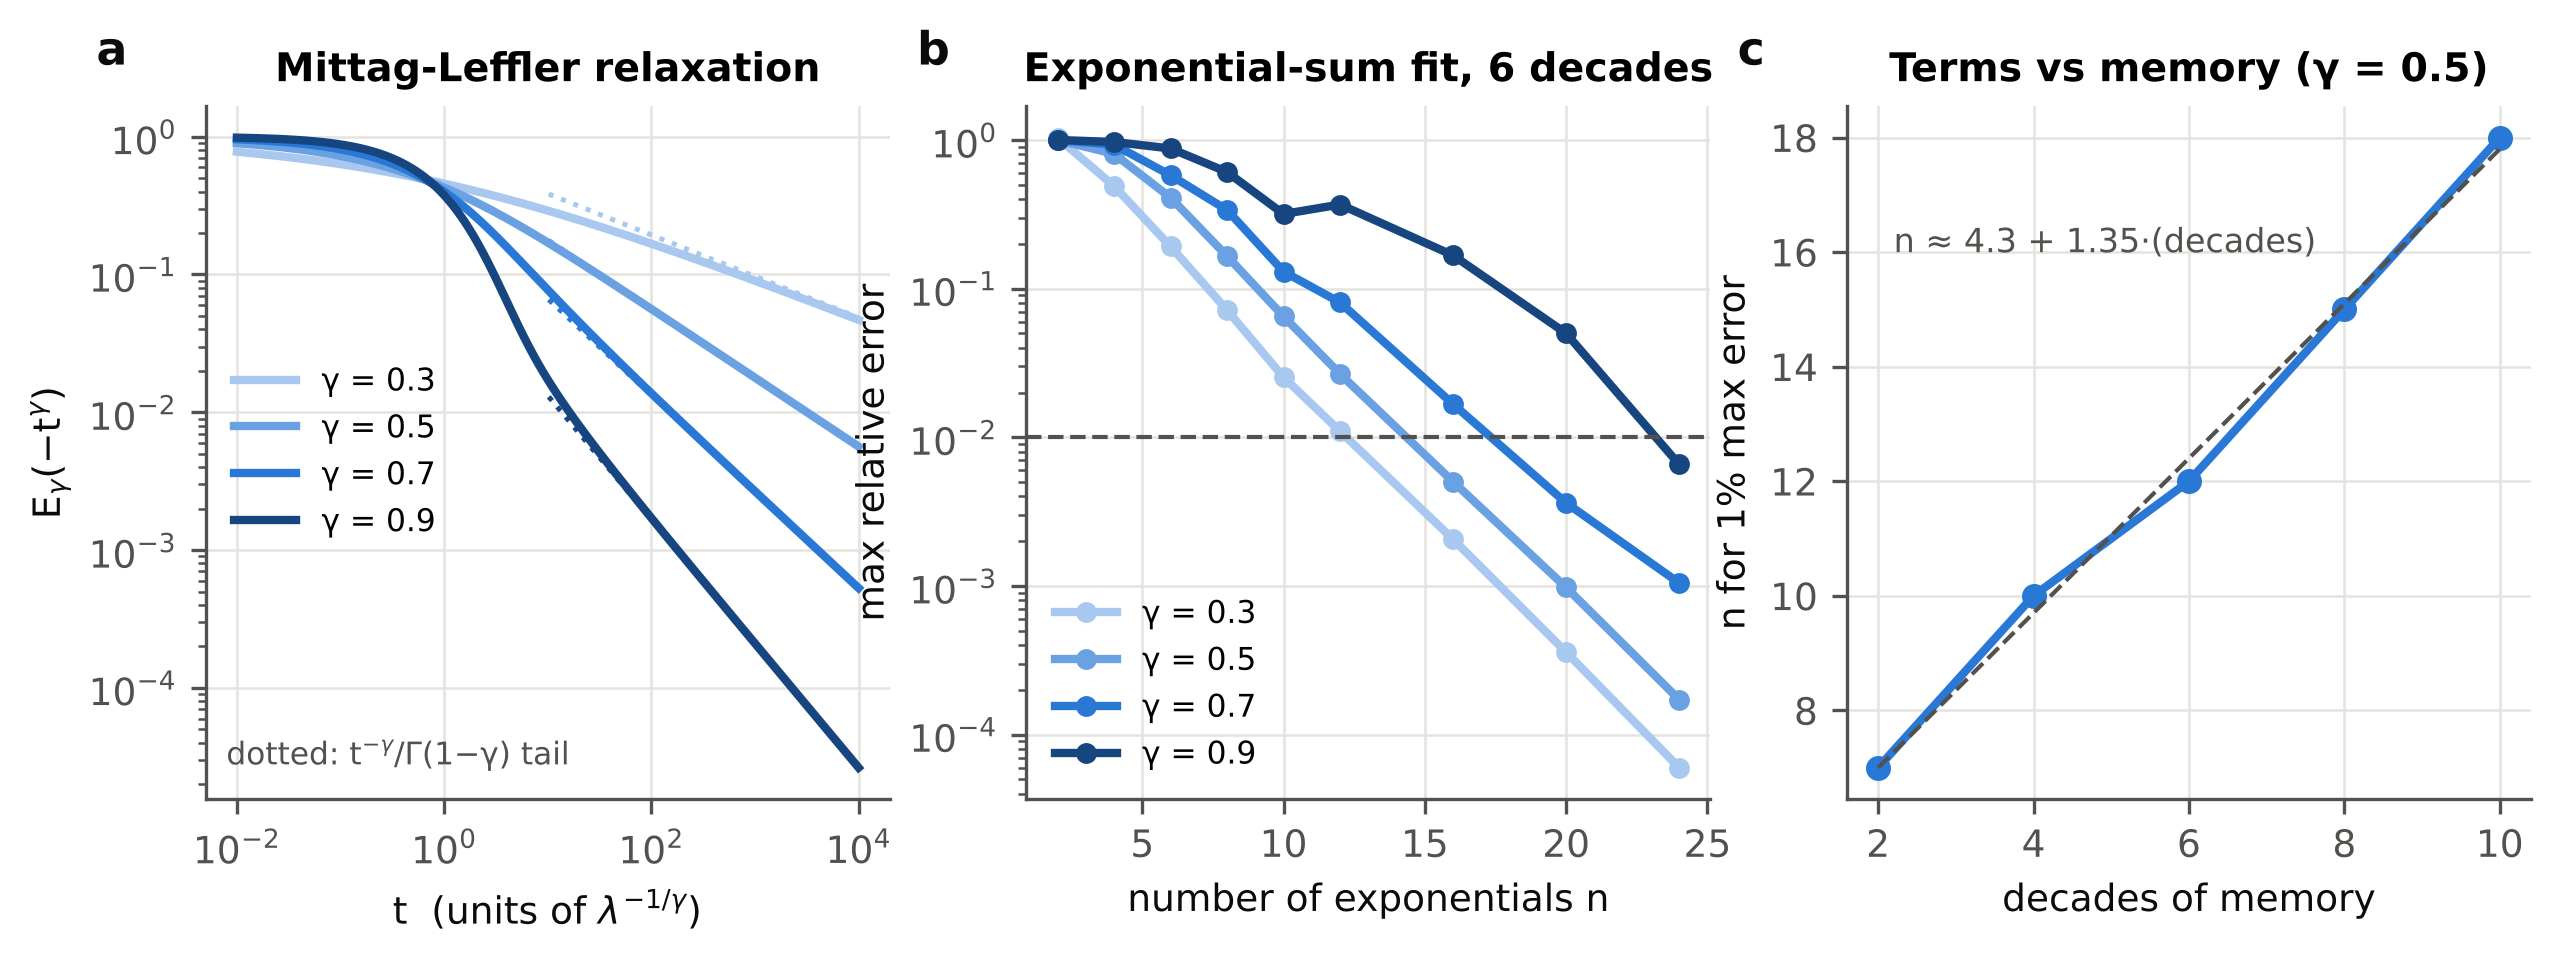 a
Mittag-Leffler relaxation
10⁰
10⁻¹
10⁻²
10⁻³
10⁻⁴
E_γ(−t^γ)
γ = 0.3
γ = 0.5
γ = 0.7
γ = 0.9
dotted: t^−γ/Γ(1−γ) tail
10⁻² 10⁰ 10² 10⁴
t (units of λ^−1/γ)
b
Exponential-sum fit, 6 decades
10⁰
10⁻¹
10⁻²
10⁻³
10⁻⁴
max relative error
γ = 0.3
γ = 0.5
γ = 0.7
γ = 0.9
5 10 15 20 25
number of exponentials n
c
Terms vs memory (γ = 0.5)
18
16
14
12
10
8
n for 1% max error
n ≈ 4.3 + 1.35·(decades)
2 4 6 8 10
decades of memory